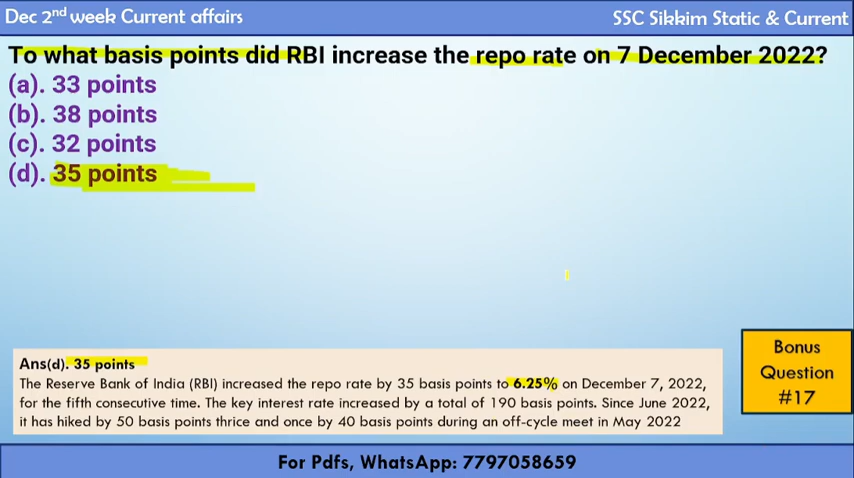 Dec 2nd week Current affairs
SSC Sikkim Static & Current
To what basis points did RBI increase the repo rate on 7 December 2022?
(a). 33 points
(b). 38 points
(c). 32 points
(d). 35 points
Ans(d). 35 points
The Reserve Bank of India (RBI) increased the repo rate by 35 basis points to 6.25% on December 7, 2022,
for the fifth consecutive time. The key interest rate increased by a total of 190 basis points. Since June 2022,
it has hiked by 50 basis points thrice and once by 40 basis points during an off-cycle meet in May 2022
Bonus
Question
#17
For Pdfs, WhatsApp: 7797058659